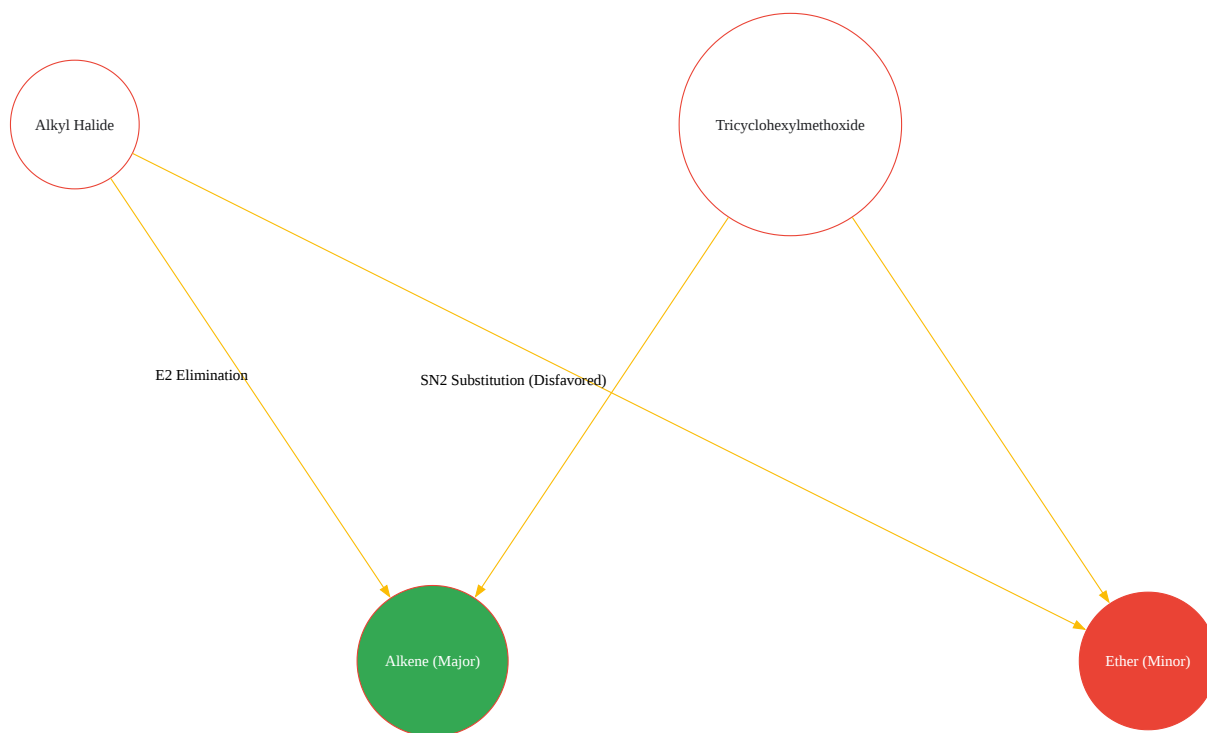 Alkyl Halide
Tricyclohexylmethoxide
E2 Elimination
SN2 Substitution (Disfavored)
Alkene (Major)
Ether (Minor)